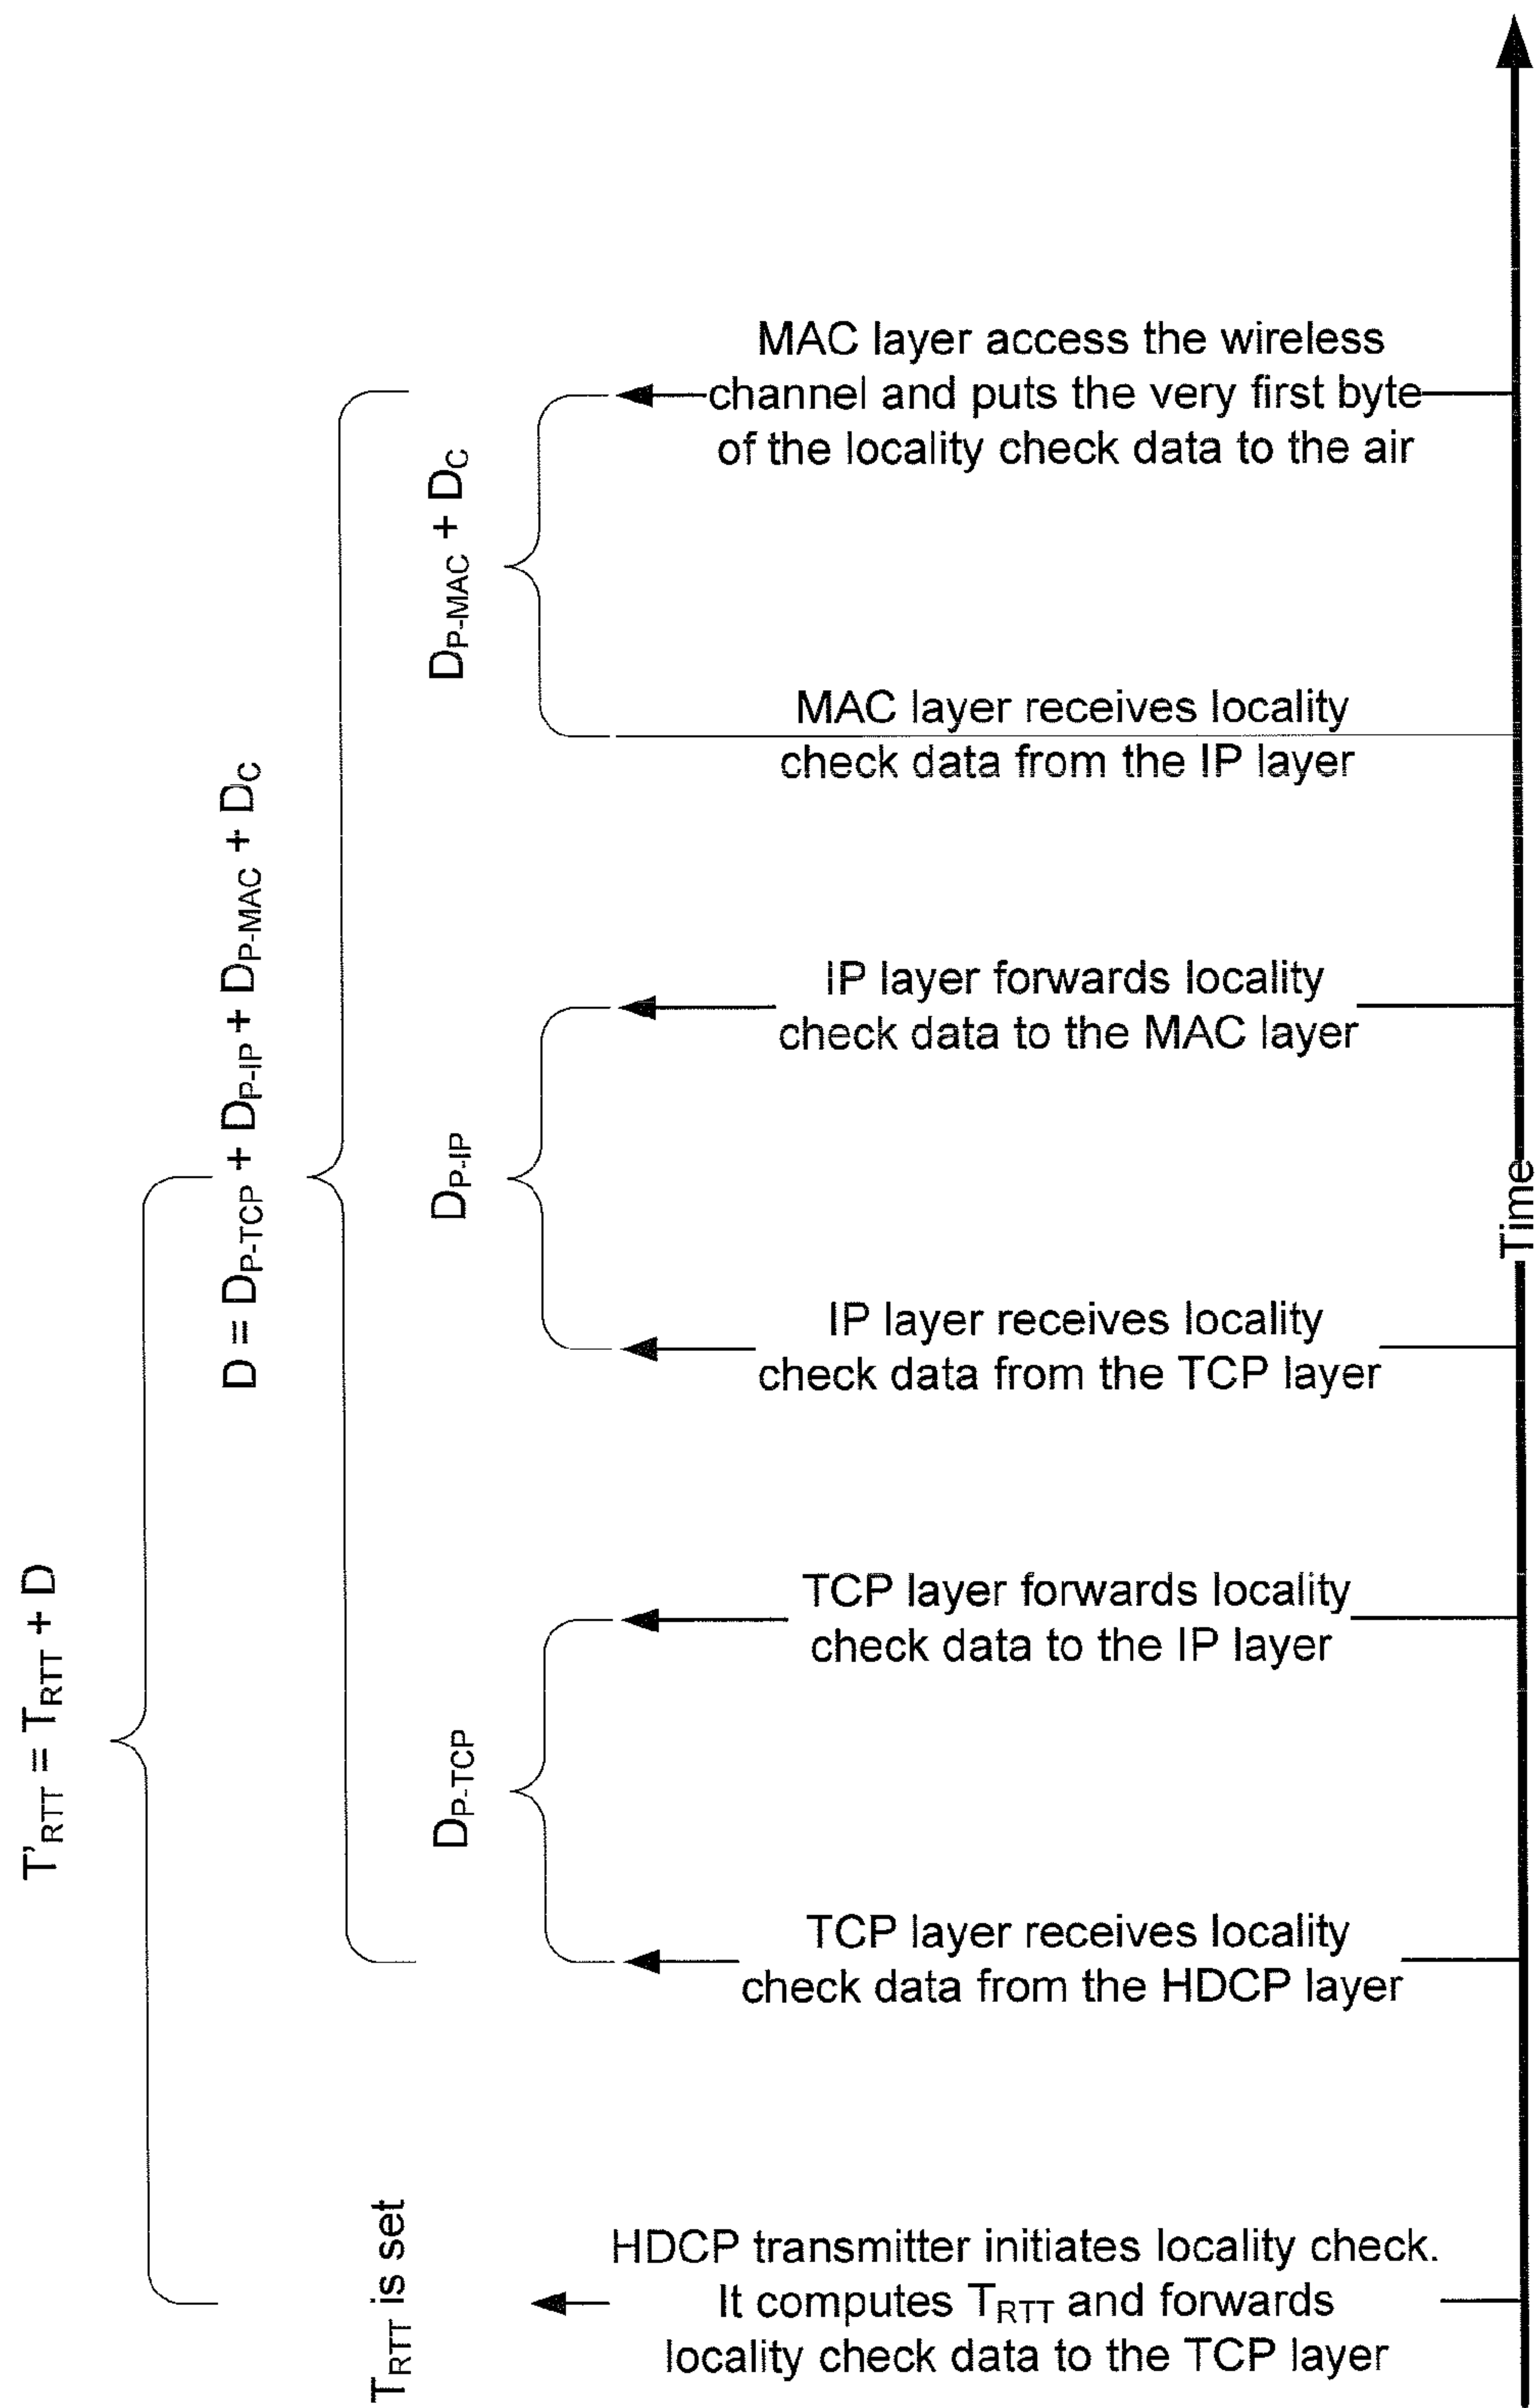 T'RTT = TRTT + D
D = DP-TCP + DP-IP + DP-MAC + DC
TRTT is set
DP-TCP
DP-IP
DP-MAC + DC
MAC layer access the wireless
channel and puts the very first byte
of the locality check data to the air
MAC layer receives locality
check data from the IP layer
IP layer forwards locality
check data to the MAC layer
IP layer receives locality
check data from the TCP layer
TCP layer forwards locality
check data to the IP layer
TCP layer receives locality
check data from the HDCP layer
HDCP transmitter initiates locality check.
It computes TRTT and forwards
locality check data to the TCP layer
Time